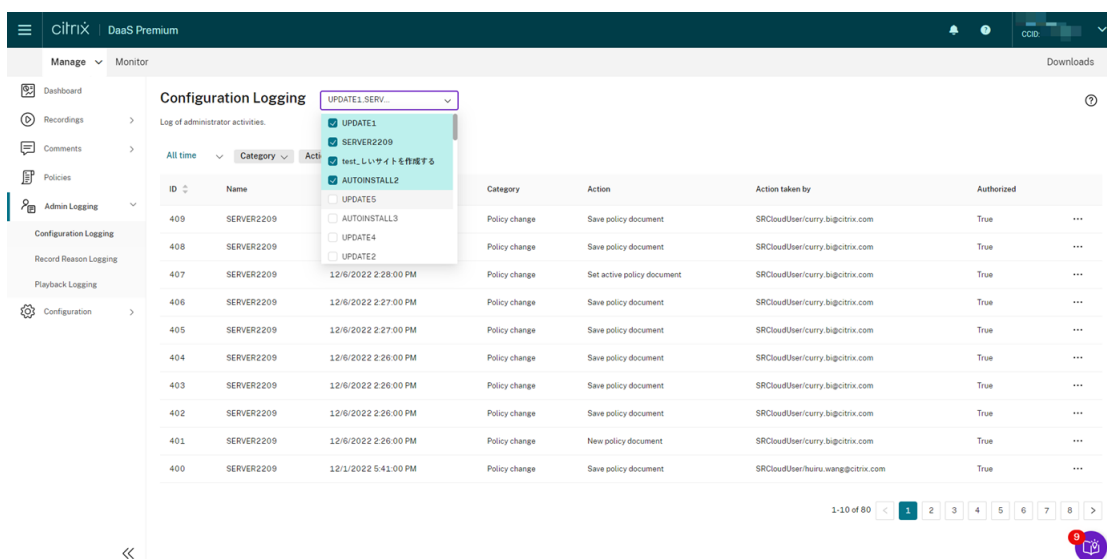 citrix | DaaS Premium
CCID:
Manage Monitor Downloads
Dashboard
Recordings
Comments
Policies
Admin Logging
Configuration Logging
Record Reason Logging
Playback Logging
Configuration
Configuration Logging UPDATE1.SERV...
Log of administrator activities.
UPDATE1
SERVER2209
test_しいサイトを作成する
AUTOINSTALL2
UPDATE5
AUTOINSTALL3
UPDATE4
UPDATE2
All time Category
ID Name Category Action Action taken by Authorized
409 SERVER2209 Policy change Save policy document SRCloudUser/curry.bi@citrix.com True ...
408 SERVER2209 Policy change Save policy document SRCloudUser/curry.bi@citrix.com True ...
407 SERVER2209 12/6/2022 2:28:00 PM Policy change Set active policy document SRCloudUser/curry.bi@citrix.com True ...
406 SERVER2209 12/6/2022 2:27:00 PM Policy change Save policy document SRCloudUser/curry.bi@citrix.com True ...
405 SERVER2209 12/6/2022 2:27:00 PM Policy change Save policy document SRCloudUser/curry.bi@citrix.com True ...
404 SERVER2209 12/6/2022 2:26:00 PM Policy change Save policy document SRCloudUser/curry.bi@citrix.com True ...
403 SERVER2209 12/6/2022 2:26:00 PM Policy change Save policy document SRCloudUser/curry.bi@citrix.com True ...
402 SERVER2209 12/6/2022 2:26:00 PM Policy change Save policy document SRCloudUser/curry.bi@citrix.com True ...
401 SERVER2209 12/6/2022 2:26:00 PM Policy change New policy document SRCloudUser/curry.bi@citrix.com True ...
400 SERVER2209 12/1/2022 5:41:00 PM Policy change Save policy document SRCloudUser/huiru.wang@citrix.com True ...
1-10 of 80 < 1 2 3 4 5 6 7 8 >
9